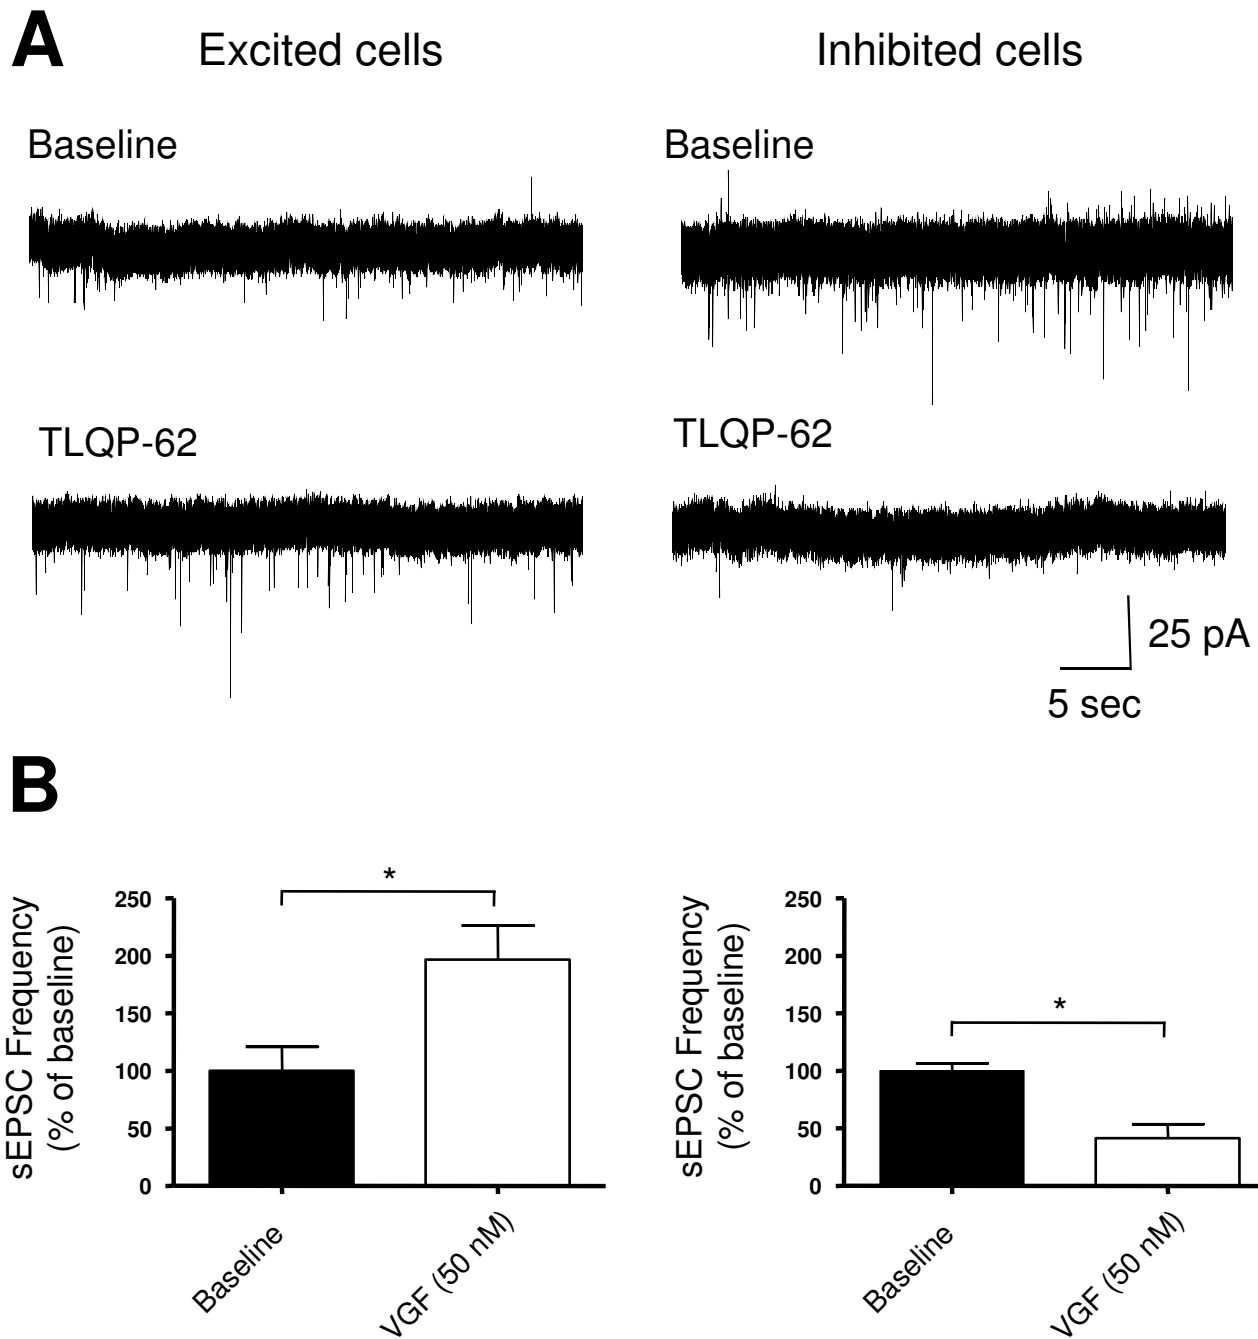 A
Excited cells
Inhibited cells
Baseline
Baseline
TLQP-62
TLQP-62
25 pA
5 sec
B
sEPSC Frequency
(% of baseline)
250
200
150
100
50
0
*
Baseline
VGF (50 nM)
sEPSC Frequency
(% of baseline)
250
200
150
100
50
0
*
Baseline
VGF (50 nM)